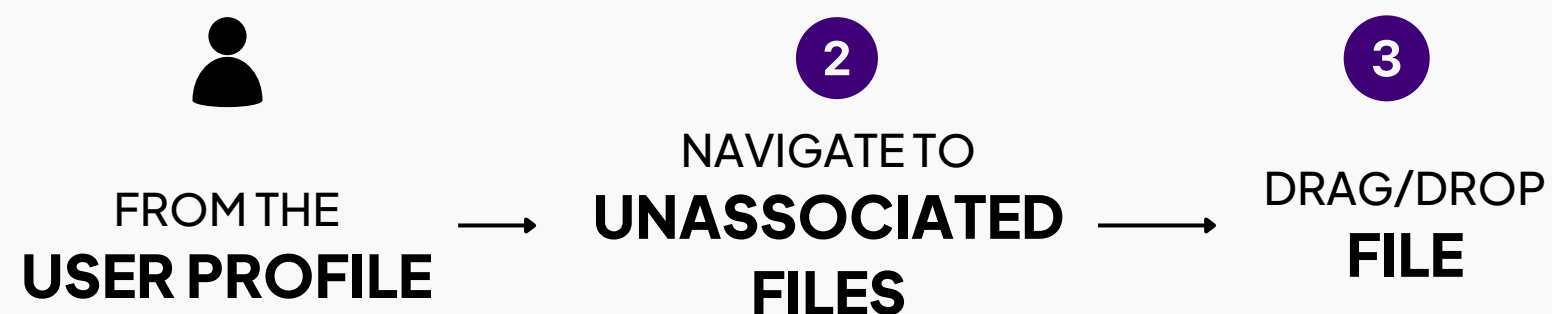 FROM THE
USER PROFILE
2
NAVIGATE TO
UNASSOCIATED
FILES
3
DRAG/DROP
FILE